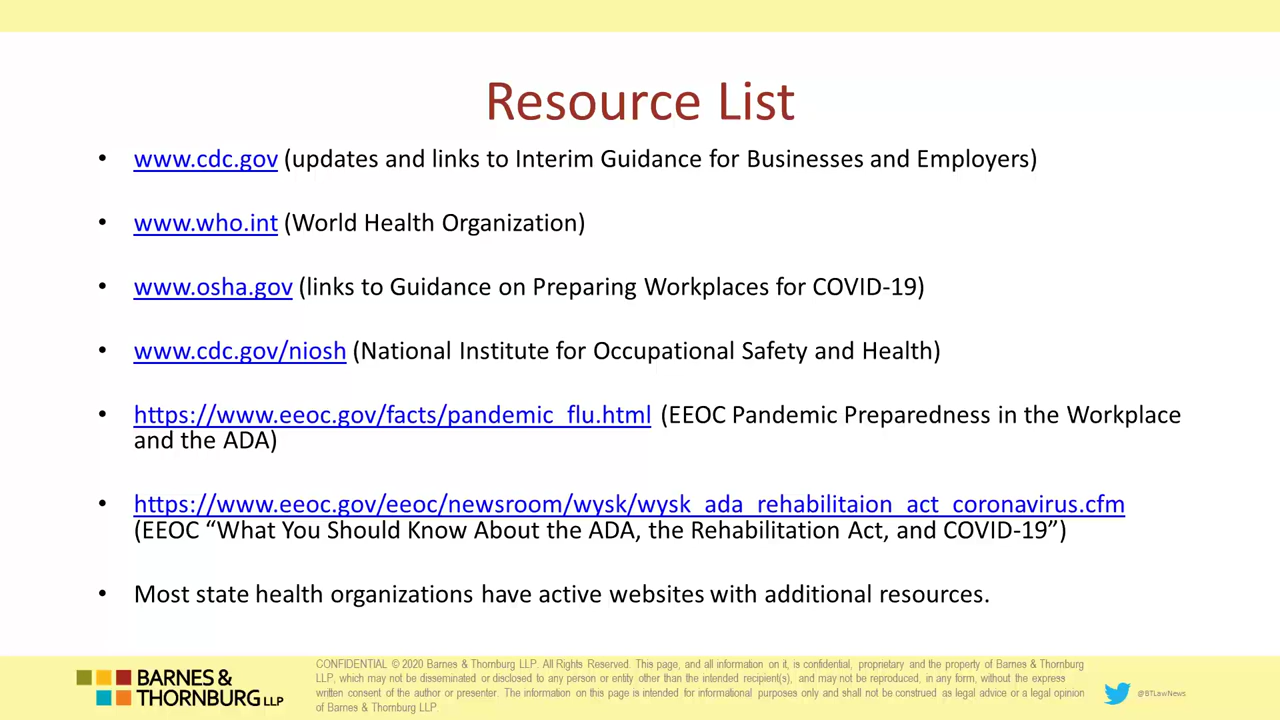 Resource List
• www.cdc.gov (updates and links to Interim Guidance for Businesses and Employers)
• www.who.int (World Health Organization)
• www.osha.gov (links to Guidance on Preparing Workplaces for COVID-19)
• www.cdc.gov/niosh (National Institute for Occupational Safety and Health)
• https://www.eeoc.gov/facts/pandemic_flu.html (EEOC Pandemic Preparedness in the Workplace
and the ADA)
• https://www.eeoc.gov/eeoc/newsroom/wysk/wysk_ada_rehabilitaion_act_coronavirus.cfm
(EEOC “What You Should Know About the ADA, the Rehabilitation Act, and COVID-19”)
• Most state health organizations have active websites with additional resources.
BARNES &
THORNBURG LLP
CONFIDENTIAL © 2020 Barnes & Thornburg LLP. All Rights Reserved. This page, and all information on it, is confidential, proprietary and the property of Barnes & Thornburg
LLP, which may not be disseminated or disclosed to any person or entity other than the intended recipient(s), and may not be reproduced, in any form, without the express
written consent of the author or presenter. The information on this page is intended for informational purposes only and shall not be construed as legal advice or a legal opinion
of Barnes & Thornburg LLP.
@BTLawNews